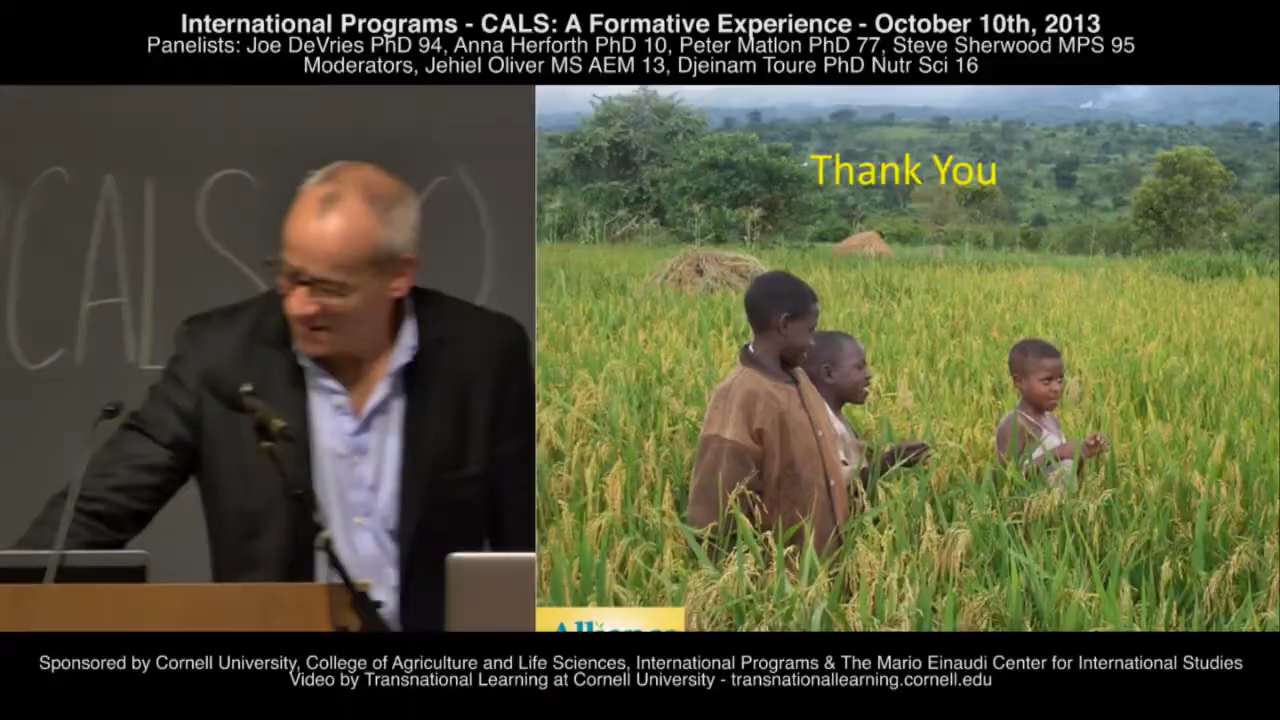 International Programs - CALS: A Formative Experience - October 10th, 2013
Panelists: Joe DeVries PhD 94, Anna Herforth PhD 10, Peter Matlon PhD 77, Steve Sherwood MPS 95
Moderators, Jehiel Oliver MS AEM 13, Djeinam Toure PhD Nutr Sci 16
CALS
Thank You
Alliance
Sponsored by Cornell University, College of Agriculture and Life Sciences, International Programs & The Mario Einaudi Center for International Studies
Video by Transnational Learning at Cornell University - transnationallearning.cornell.edu